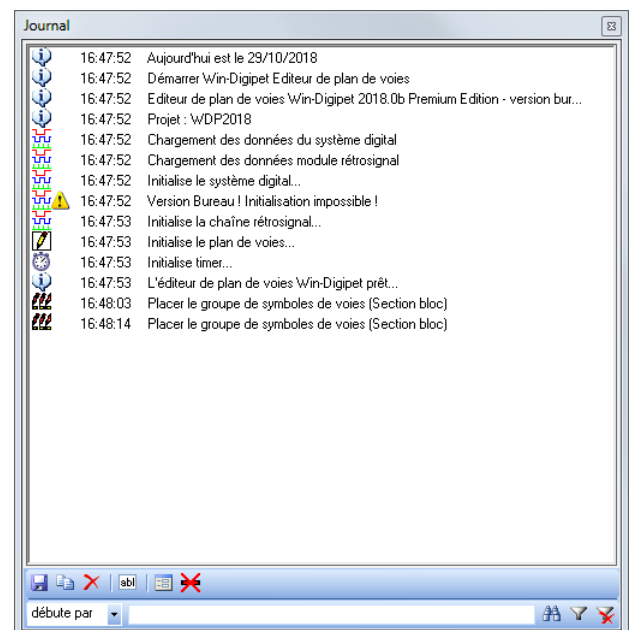 Journal
16:47:52 Aujourd'hui est le 29/10/2018
16:47:52 Démarrer Win-Digipet Editeur de plan de voies
16:47:52 Editeur de plan de voies Win-Digipet 2018.0b Premium Edition - version bur...
16:47:52 Projet : WDP2018
16:47:52 Chargement des données du système digital
16:47:52 Chargement des données module rétrosignal
16:47:52 Initialise le système digital...
16:47:52 Version Bureau ! Initialisation impossible !
16:47:53 Initialise la chaîne rétrosignal...
16:47:53 Initialise le plan de voies...
16:47:53 Initialise timer...
16:47:53 L'éditeur de plan de voies Win-Digipet prêt...
16:48:03 Placer le groupe de symboles de voies (Section bloc)
16:48:14 Placer le groupe de symboles de voies (Section bloc)
abl
débute par